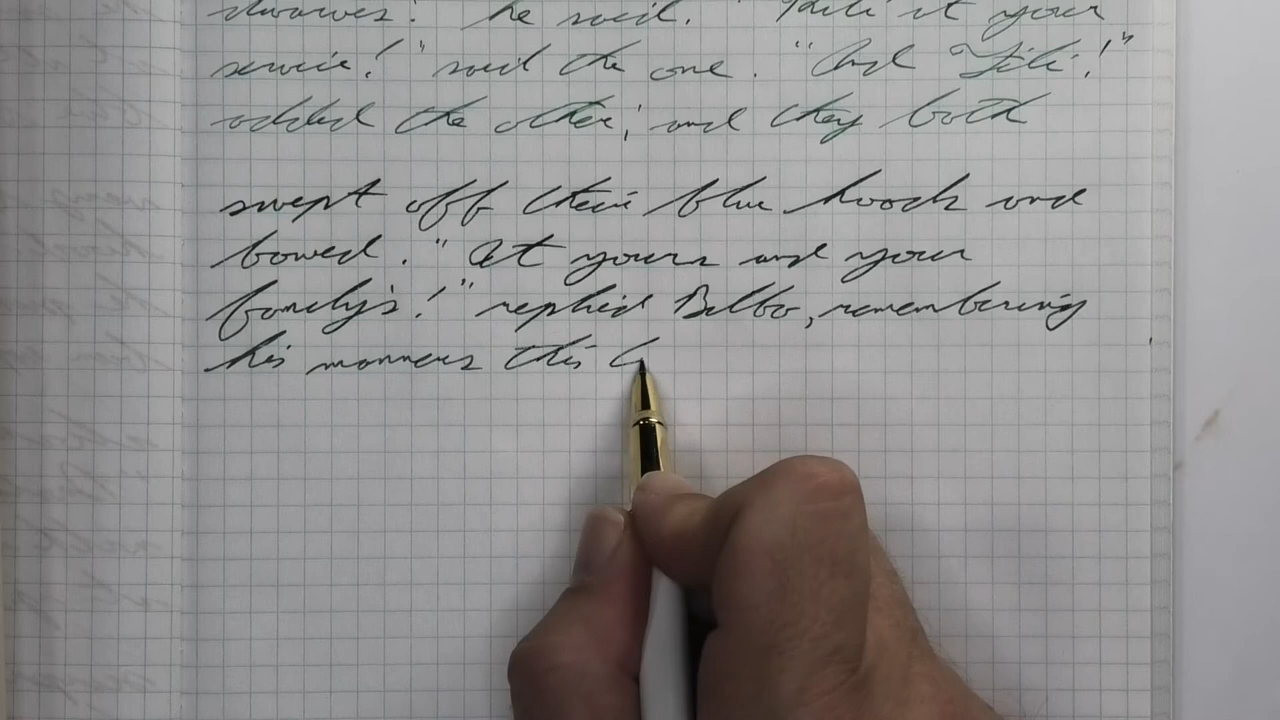 dwarves?" he said. "Kili at your
service!" said the one. "And Fili!"
added the other; and they both
swept off their blue hoods and
bowed. "At yours and your
family's!" replied Bilbo, remembering
his manners this